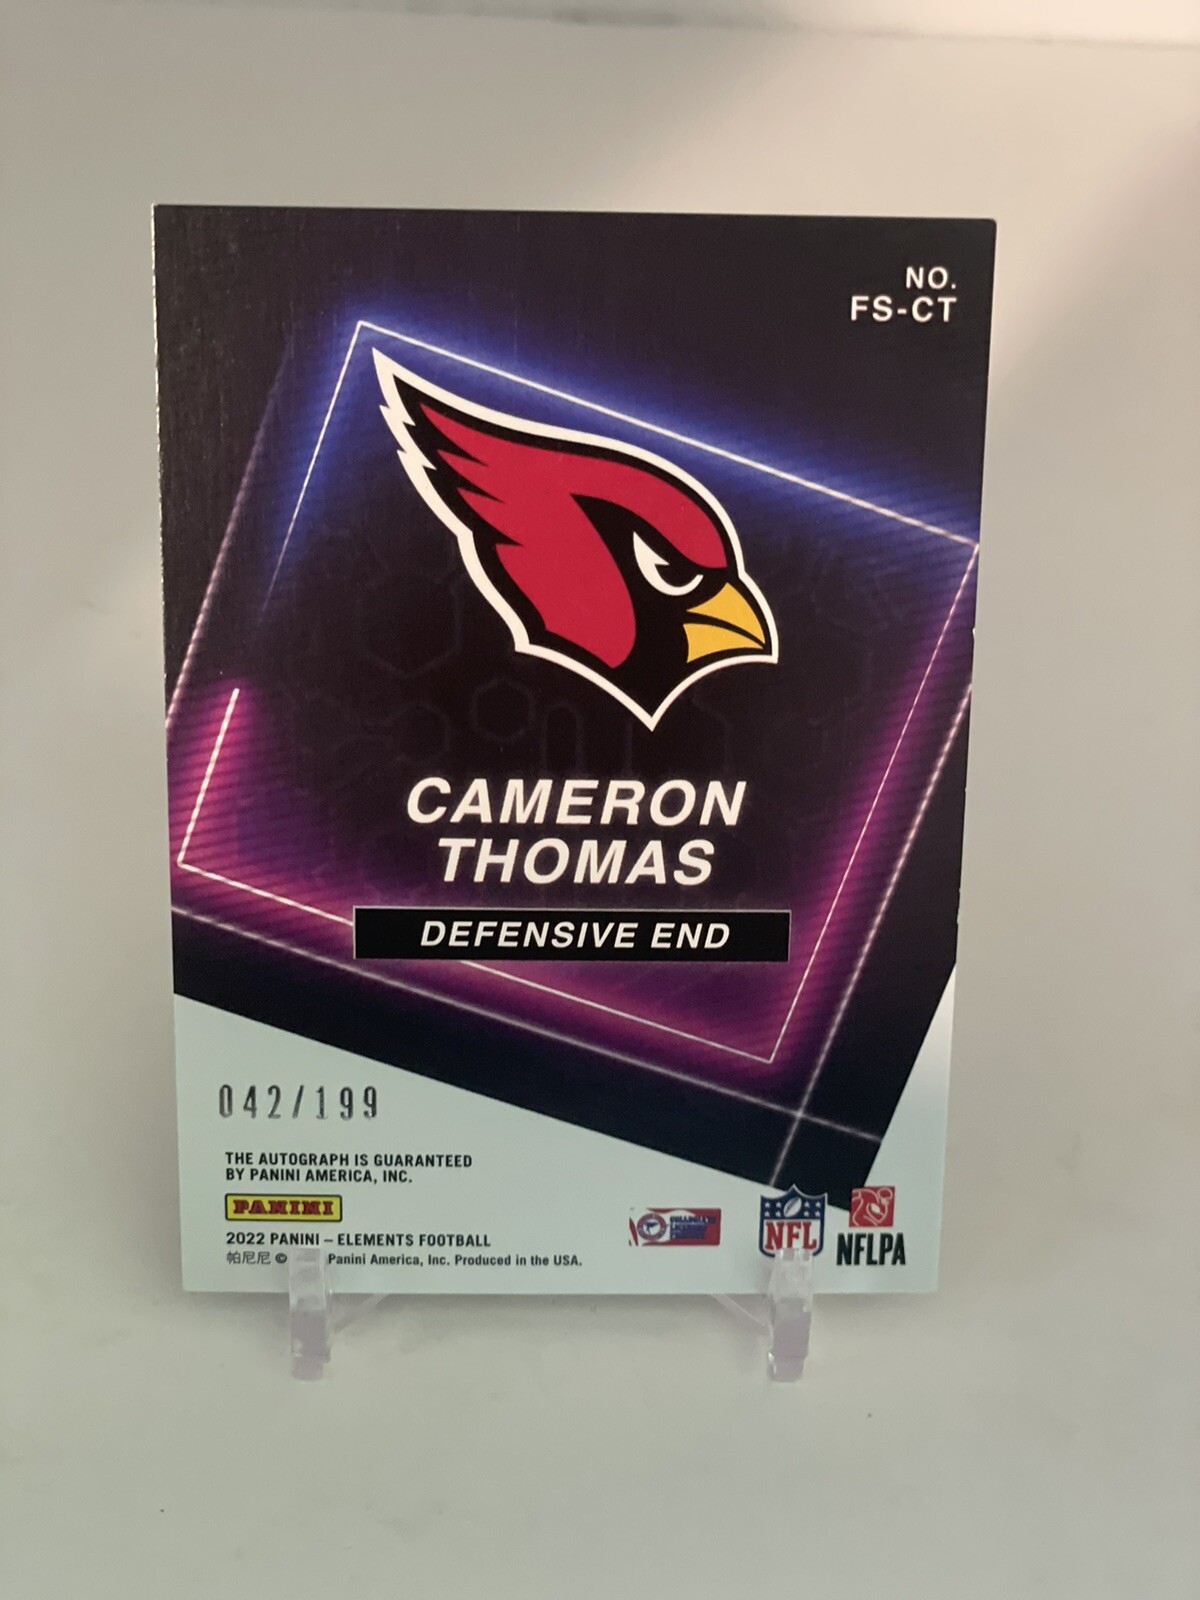 NO.
FS-CT
CAMERON
THOMAS
DEFENSIVE END
042/199
THE AUTOGRAPH IS GUARANTEED
BY PANINI AMERICA, INC.
PANINI
2022 PANINI – ELEMENTS FOOTBALL
帕尼尼 © Panini America, Inc. Produced in the USA.
NFL
NFLPA